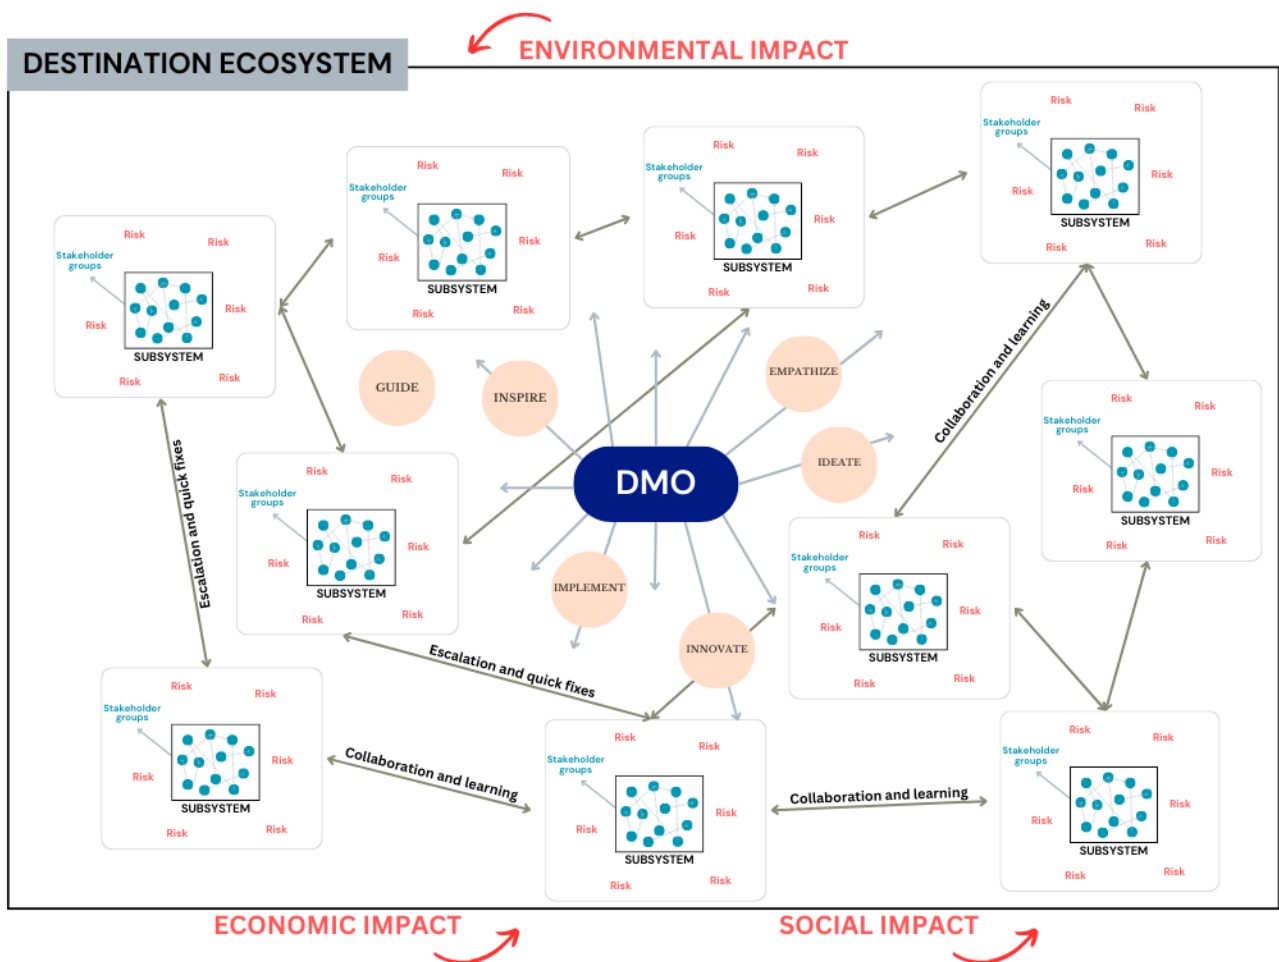 ENVIRONMENTAL IMPACT
DESTINATION ECOSYSTEM
Risk
Risk
Stakeholder
groups
Risk
Risk
Risk
Risk
SUBSYSTEM
Risk
Risk
Stakeholder
groups
Risk
Risk
Risk
Risk
SUBSYSTEM
Risk
Risk
Stakeholder
groups
Risk
Risk
Risk
Risk
SUBSYSTEM
Risk
Risk
Stakeholder
groups
Risk
Risk
Risk
Risk
SUBSYSTEM
GUIDE
INSPIRE
EMPATHIZE
IDEATE
DMO
IMPLEMENT
INNOVATE
Collaboration and learning
Escalation and quick fixes
Risk
Risk
Stakeholder
groups
Risk
Risk
Risk
Risk
SUBSYSTEM
Risk
Risk
Stakeholder
groups
Risk
Risk
Risk
Risk
SUBSYSTEM
Risk
Risk
Stakeholder
groups
Risk
Risk
Risk
Risk
SUBSYSTEM
Escalation and quick fixes
Risk
Risk
Stakeholder
groups
Risk
Risk
Risk
Risk
SUBSYSTEM
Collaboration and learning
Risk
Risk
Stakeholder
groups
Risk
Risk
Risk
Risk
SUBSYSTEM
Collaboration and learning
Risk
Risk
Stakeholder
groups
Risk
Risk
Risk
Risk
SUBSYSTEM
ECONOMIC IMPACT
SOCIAL IMPACT